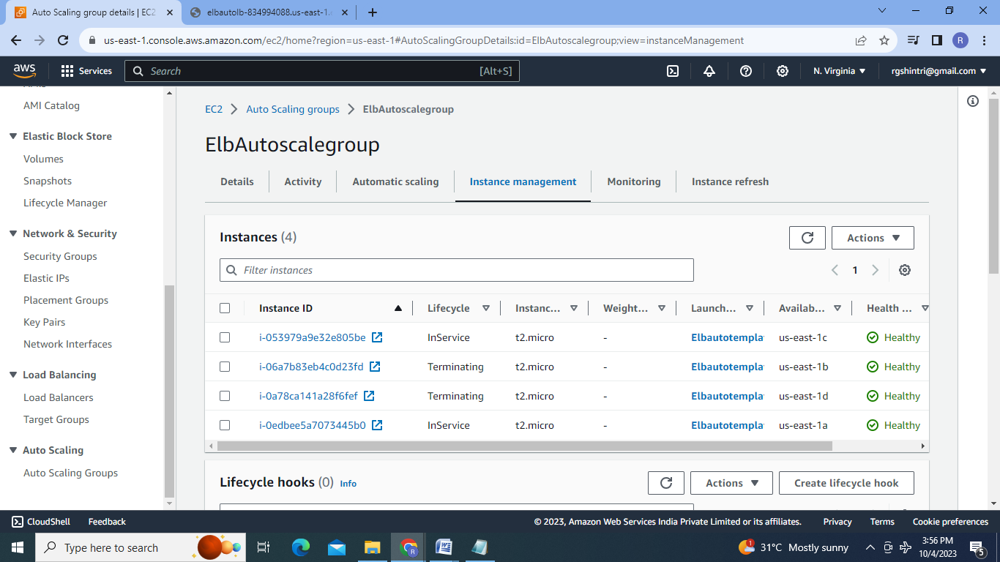 Auto Scaling group details | EC2
elbautolb-834994088.us-east-1.
us-east-1.console.aws.amazon.com/ec2/home?region=us-east-1#AutoScalingGroupDetails:id=ElbAutoscalegroup;view=instanceManagement
R
aws
Services
Search
[Alt+S]
N. Virginia
rgshintri@gmail.com
AMI Catalog
Elastic Block Store
Volumes
Snapshots
Lifecycle Manager
Network & Security
Security Groups
Elastic IPs
Placement Groups
Key Pairs
Network Interfaces
Load Balancing
Load Balancers
Target Groups
Auto Scaling
Auto Scaling Groups
EC2 > Auto Scaling groups > ElbAutoscalegroup
ElbAutoscalegroup
Details
Activity
Automatic scaling
Instance management
Monitoring
Instance refresh
Instances (4)
Actions
Filter instances
1
Instance ID Lifecycle Instanc... Weight... Launch... Availab... Health ...
i-053979a9e32e805be InService t2.micro - Elbautotempla us-east-1c Healthy
i-06a7b83eb4c0d23fd Terminating t2.micro - Elbautotempla us-east-1b Healthy
i-0a78ca141a28f6fef Terminating t2.micro - Elbautotempla us-east-1d Healthy
i-0edbee5a7073445b0 InService t2.micro - Elbautotempla us-east-1a Healthy
Lifecycle hooks (0) Info
Actions
Create lifecycle hook
CloudShell
Feedback
© 2023, Amazon Web Services India Private Limited or its affiliates.
Privacy
Terms
Cookie preferences
Type here to search
R
W
1
31°C Mostly sunny
3:56 PM
10/4/2023
5